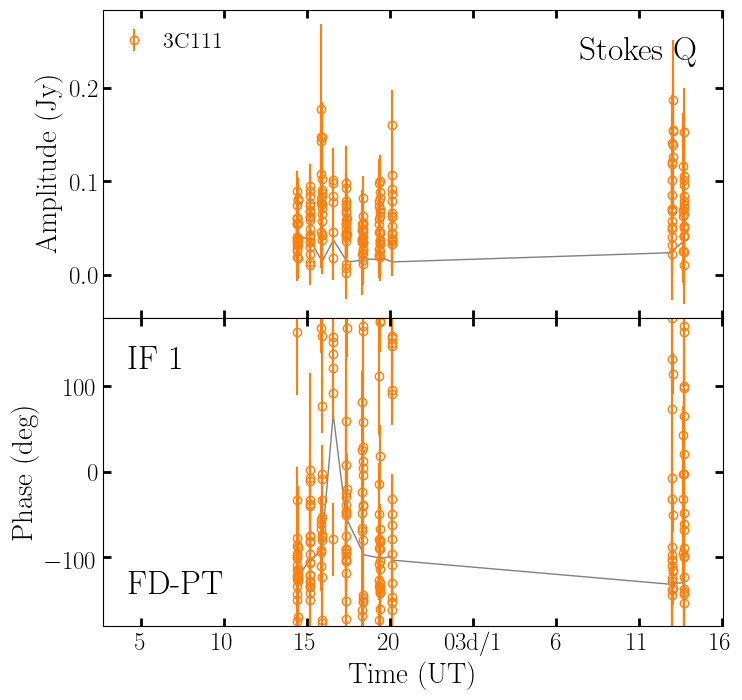 3C111
Stokes Q
0.2
0.1
0.0
Amplitude (Jy)
IF 1
100
0
−100
Phase (deg)
FD-PT
5 10 15 20 03d/1 6 11 16
Time (UT)